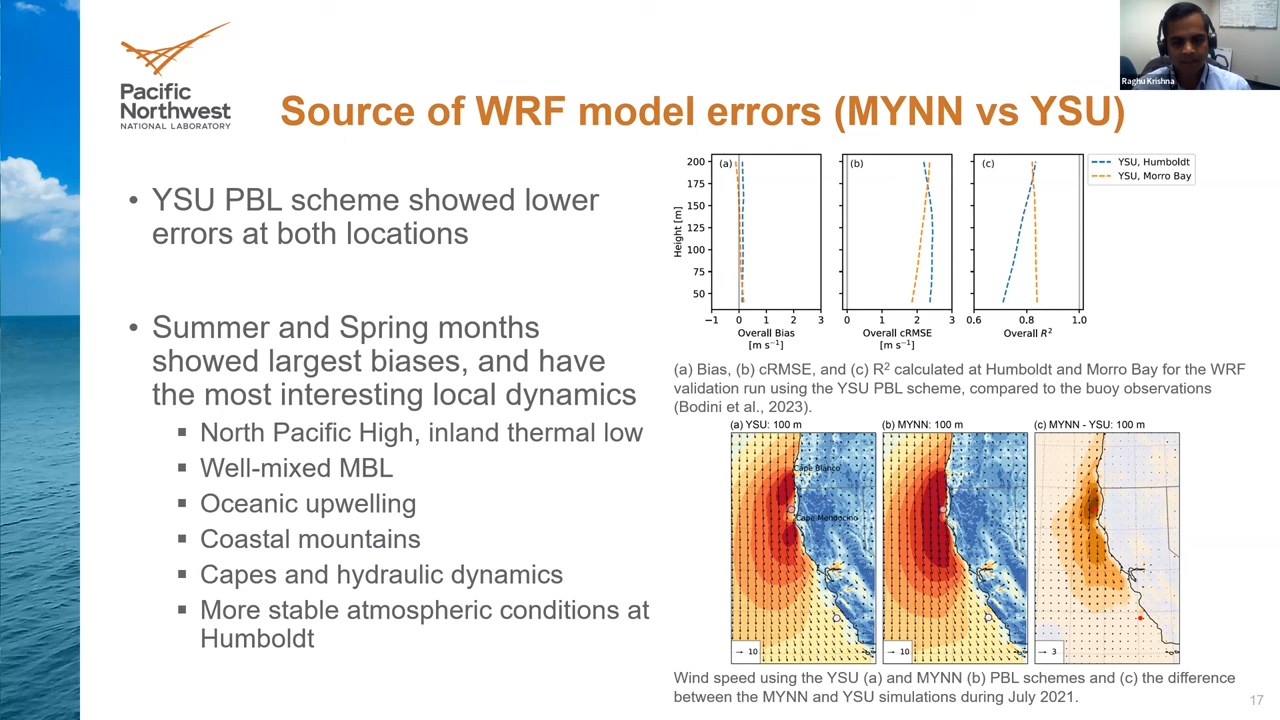 Raghu Krishna
Pacific
Northwest
NATIONAL LABORATORY
Source of WRF model errors (MYNN vs YSU)
• YSU PBL scheme showed lower
errors at both locations
• Summer and Spring months
showed largest biases, and have
the most interesting local dynamics
▪ North Pacific High, inland thermal low
▪ Well-mixed MBL
▪ Oceanic upwelling
▪ Coastal mountains
▪ Capes and hydraulic dynamics
▪ More stable atmospheric conditions at
Humboldt
(a) (b) (c)
YSU, Humboldt
YSU, Morro Bay
Height [m]
200
175
150
125
100
75
50
−1 0 1 2 3
Overall Bias
[m s⁻¹]
0 1 2 3
Overall cRMSE
[m s⁻¹]
0.6 0.8 1.0
Overall R²
(a) Bias, (b) cRMSE, and (c) R² calculated at Humboldt and Morro Bay for the WRF
validation run using the YSU PBL scheme, compared to the buoy observations
(Bodini et al., 2023).
(a) YSU: 100 m
(b) MYNN: 100 m
(c) MYNN - YSU: 100 m
Cape Blanco
Cape Mendocino
→ 10
→ 10
→ 3
Wind speed using the YSU (a) and MYNN (b) PBL schemes and (c) the difference
between the MYNN and YSU simulations during July 2021.
17